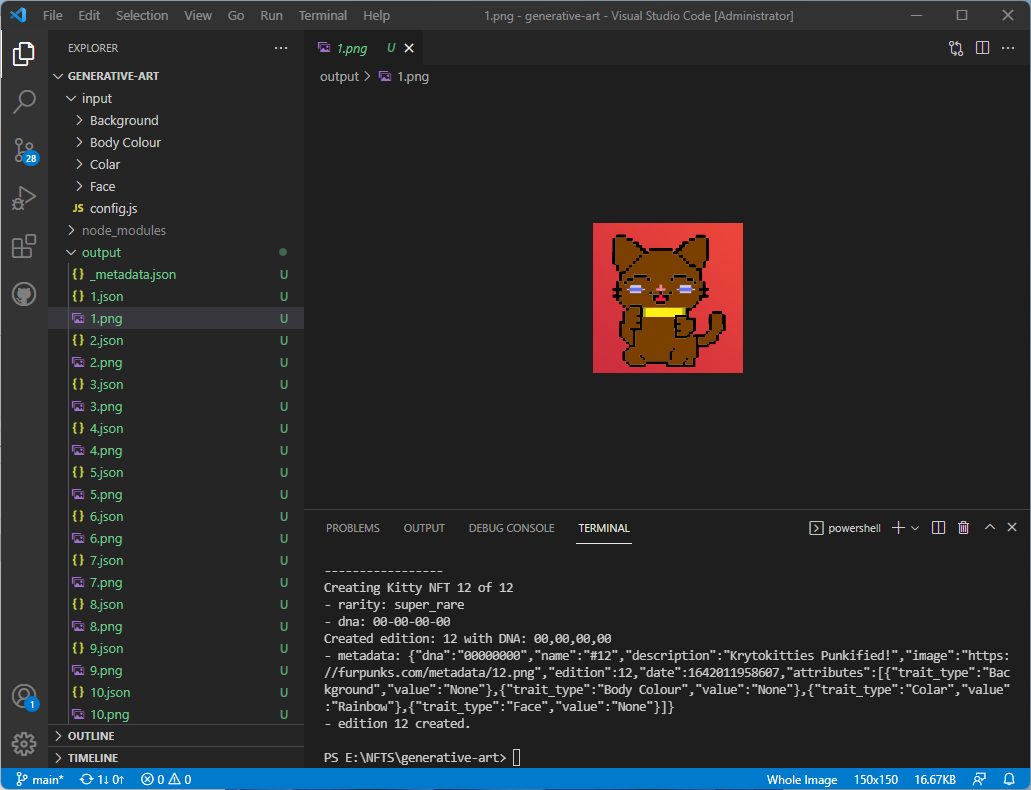 File Edit Selection View Go Run Terminal Help 1.png - generative-art - Visual Studio Code [Administrator]
EXPLORER
GENERATIVE-ART
input
Background
Body Colour
Colar
Face
JS config.js
node_modules
output
{} _metadata.json U
{} 1.json U
1.png U
{} 2.json U
2.png U
{} 3.json U
3.png U
{} 4.json U
4.png U
{} 5.json U
5.png U
{} 6.json U
6.png U
{} 7.json U
7.png U
{} 8.json U
8.png U
{} 9.json U
9.png U
{} 10.json U
10.png U
OUTLINE
TIMELINE
28
1
1.png U
output > 1.png
PROBLEMS OUTPUT DEBUG CONSOLE TERMINAL powershell
-----------------
Creating Kitty NFT 12 of 12
- rarity: super_rare
- dna: 00-00-00-00
Created edition: 12 with DNA: 00,00,00,00
- metadata: {"dna":"00000000","name":"#12","description":"Krytokitties Punkified!","image":"https:
//furpunks.com/metadata/12.png","edition":12,"date":1642011958607,"attributes":[{"trait_type":"Bac
kground","value":"None"},{"trait_type":"Body Colour","value":"None"},{"trait_type":"Colar","value"
:"Rainbow"},{"trait_type":"Face","value":"None"}]}
- edition 12 created.
PS E:\NFTS\generative-art>
main* 1↓ 0↑ 0 0 Whole Image 150x150 16.67KB